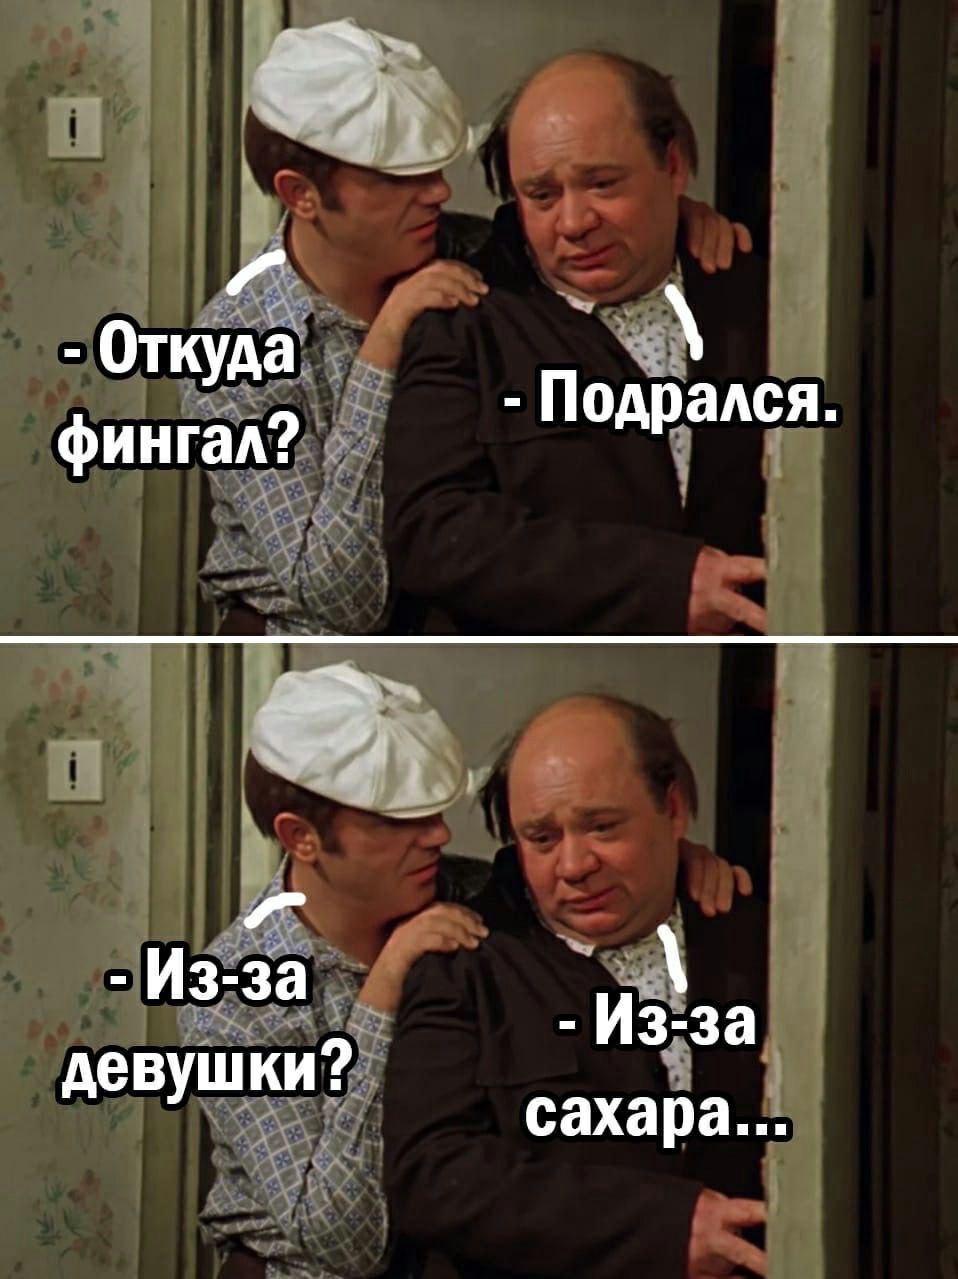 - Откуда
фингал?
- Подрался.
- Из-за
девушки?
- Из-за
сахара...